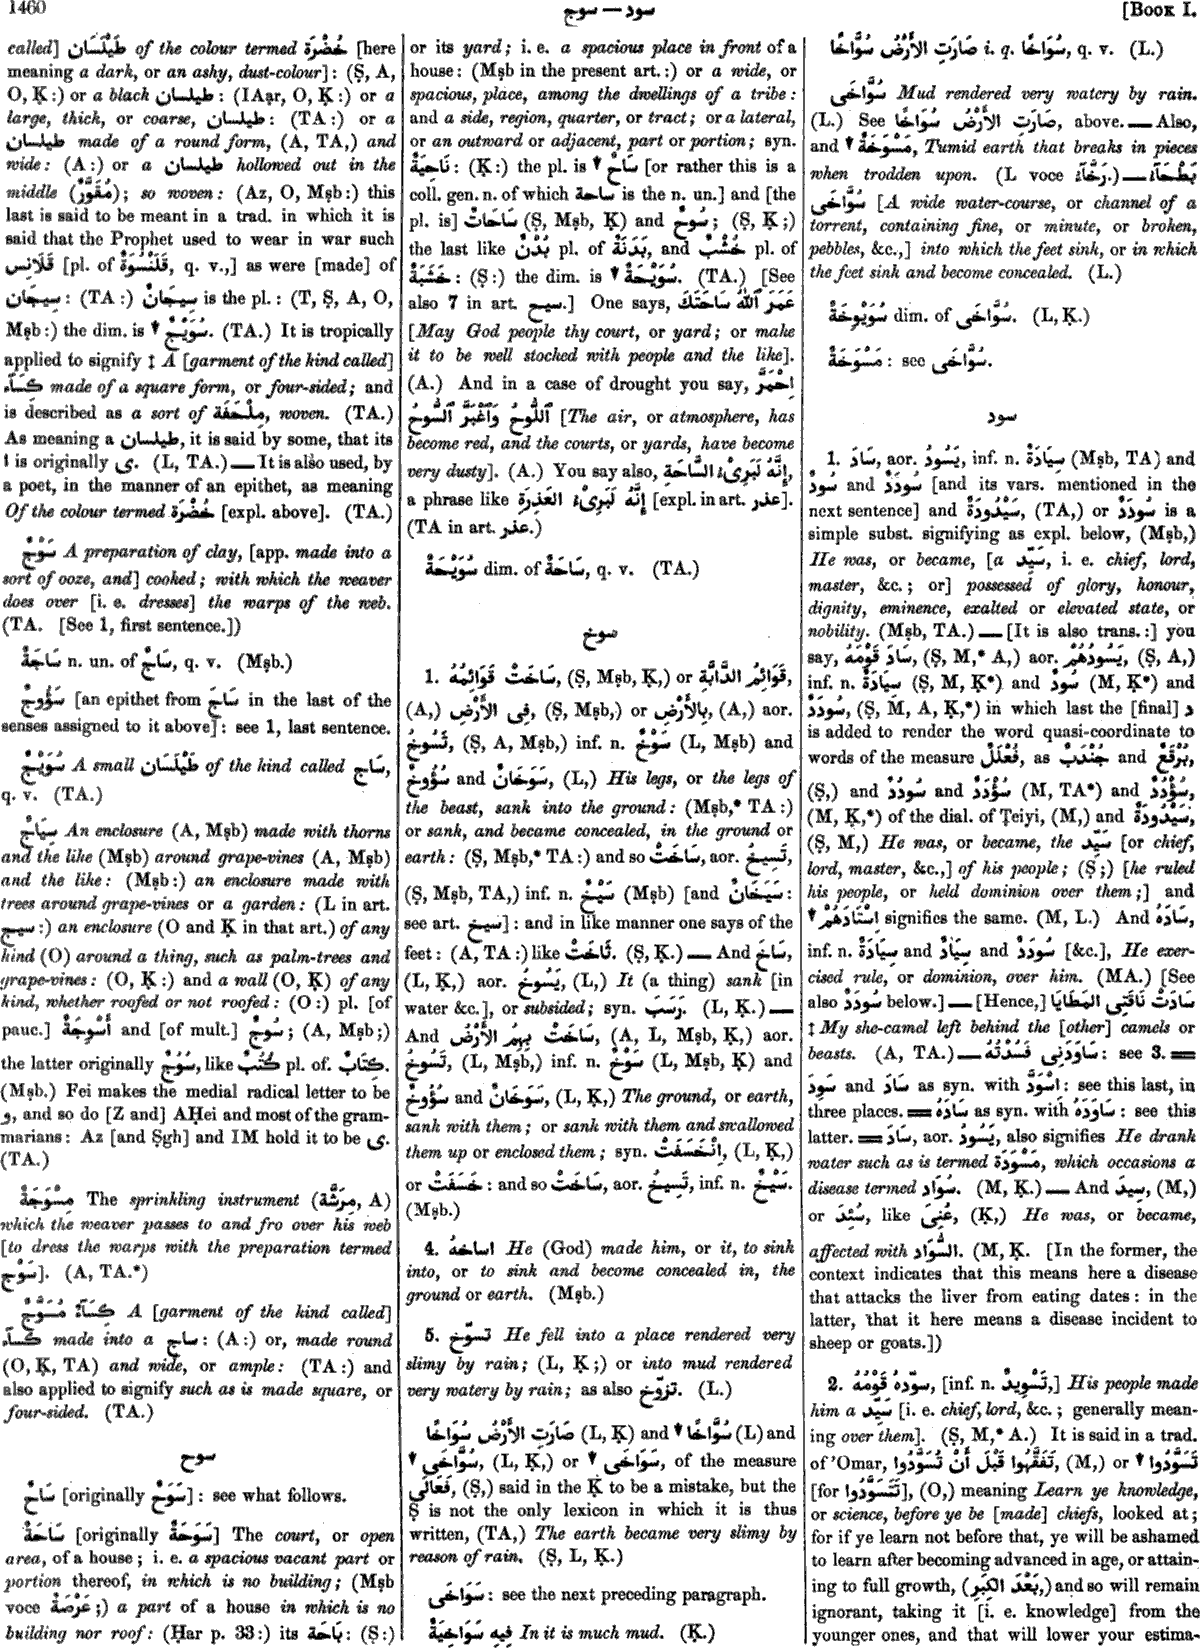 1460
سود — سوج
[Book I.
called] طَيْلَسَان of the colour termed خُضْرَة [here
meaning a dark, or an ashy, dust-colour]: (Ṣ, A,
O, Ḳ:) or a black طيلسان: (IAạr, O, Ḳ:) or a
large, thick, or coarse, طيلسان: (TA:) or a
طيلسان made of a round form, (A, TA,) and
wide: (A:) or a طيلسان hollowed out in the
middle (مُقَوَّرٌ); so woven: (Az, O, Mṣb:) this
last is said to be meant in a trad. in which it is
said that the Prophet used to wear in war such
قَلَانِس [pl. of قَلَنْسُوَةٌ, q. v.,] as were [made] of
سِيجَان: (TA:) سِيجَانٌ is the pl.: (T, Ṣ, A, O,
Mṣb:) the dim. is ▼ سُوَيْجٌ. (TA.) It is tropically
applied to signify ‡ A [garment of the kind called]
كِسَآء made of a square form, or four-sided; and
is described as a sort of مِلْحَفَة, woven. (TA.)
As meaning a طيلسان, it is said by some, that its
ا is originally ى. (L, TA.) — It is also used, by
a poet, in the manner of an epithet, as meaning
Of the colour termed خُضْرَة [expl. above]. (TA.)
سَوْجٌ A preparation of clay, [app. made into a
sort of ooze, and] cooked; with which the weaver
does over [i. e. dresses] the warps of the web.
(TA. [See 1, first sentence.])
سَاجَةٌ n. un. of سَاجٌ, q. v. (Mṣb.)
سَؤُوجٌ [an epithet from سَاجَ in the last of the
senses assigned to it above]: see 1, last sentence.
سُوَيْجٌ A small طَيْلَسَان of the kind called سَاج,
q. v. (TA.)
سِيَاجٌ An enclosure (A, Mṣb) made with thorns
and the like (Mṣb) around grape-vines (A, Mṣb)
and the like: (Mṣb:) an enclosure made with
trees around grape-vines or a garden: (L in art.
سيج:) an enclosure (O and Ḳ in that art.) of any
kind (O) around a thing, such as palm-trees and
grape-vines: (O, Ḳ:) and a wall (O, Ḳ) of any
kind, whether roofed or not roofed: (O:) pl. [of
pauc.] أَسْوِجَةٌ and [of mult.] سُوجٌ; (A, Mṣb;)
the latter originally سُوُجٌ, like كُتُبٌ pl. of. كِتَابٌ.
(Mṣb.) Fei makes the medial radical letter to be
و, and so do [Z and] AḤei and most of the gram-
marians: Az [and Ṣgh] and IM hold it to be ى.
(TA.)
مِسْوَجَةٌ The sprinkling instrument (مِرَشَّة, A)
which the weaver passes to and fro over his web
[to dress the warps with the preparation termed
سَوْج]. (A, TA.*)
كِسَآءٌ مُسَوَّجٌ A [garment of the kind called]
كساء made into a ساج: (A:) or, made round
(O, Ḳ, TA) and wide, or ample: (TA:) and
also applied to signify such as is made square, or
four-sided. (TA.)
سوح
سَاحٌ [originally سَوَحٌ]: see what follows.
سَاحَةٌ [originally سَوَحَةٌ] The court, or open
area, of a house; i. e. a spacious vacant part or
portion thereof, in which is no building; (Mṣb
voce عَرْصَةٌ;) a part of a house in which is no
building nor roof: (Ḥar p. 33:) its بَاحَة: (Ṣ:)
or its yard; i. e. a spacious place in front of a
house: (Mṣb in the present art.:) or a wide, or
spacious, place, among the dwellings of a tribe:
and a side, region, quarter, or tract; or a lateral,
or an outward or adjacent, part or portion; syn.
نَاحِيَةٌ: (Ḳ:) the pl. is ▼ سَاحٌ [or rather this is a
coll. gen. n. of which ساحة is the n. un.] and [the
pl. is] سَاحَاتٌ (Ṣ, Mṣb, Ḳ) and سُوحٌ; (Ṣ, Ḳ;)
the last like بُدْنٌ pl. of بَدَنَةٌ, and خُشْبٌ pl. of
خَشَبَةٌ: (Ṣ:) the dim. is ▼ سُوَيْحَةٌ. (TA.) [See
also 7 in art. سيح.] One says, عَمَرَ ٱللّٰهُ سَاحَتَكَ
[May God people thy court, or yard; or make
it to be well stocked with people and the like].
(A.) And in a case of drought you say, اِحْمَرَّ
ٱللُّوحُ وَٱغْبَرَّ ٱلسُّوحُ [The air, or atmosphere, has
become red, and the courts, or yards, have become
very dusty]. (A.) You say also, إِنَّهُ لَبَرِىْءُ السَّاحَةِ,
a phrase like إِنَّهُ لَبَرِىْءُ العَذِرَةِ [expl. in art. عذر].
(TA in art. عذر.)
سُوَيْحَةٌ dim. of سَاحَةٌ, q. v. (TA.)
سوخ
1. سَاخَتْ قَوَائِمُهُ, (Ṣ, Mṣb, Ḳ,) or قَوَائِمُ الدَّابَّةِ,
(A,) فِى الأَرْضِ, (Ṣ, Mṣb,) or بِالأَرْضِ, (A,) aor.
تَسُوخُ, (Ṣ, A, Mṣb,) inf. n. سَوْخٌ (L, Mṣb) and
سُؤُوخٌ and سَوَخَانٌ, (L,) His legs, or the legs of
the beast, sank into the ground: (Mṣb,* TA:)
or sank, and became concealed, in the ground or
earth: (Ṣ, Mṣb,* TA:) and so سَاخَتْ, aor. تَسِيخُ,
(Ṣ, Mṣb, TA,) inf. n. سَيْخٌ (Mṣb) [and سَيَخَانٌ:
see art. سيخ]: and in like manner one says of the
feet: (A, TA:) like ثَاخَتْ. (Ṣ, Ḳ.) — And سَاخَ,
(L, Ḳ,) aor. يَسُوخُ, (L,) It (a thing) sank [in
water &c.], or subsided; syn. رَسَبَ. (L, Ḳ.) —
And سَاخَتْ بِهِمُ الأَرْضُ, (A, L, Mṣb, Ḳ,) aor.
تَسُوخُ, (L, Mṣb,) inf. n. سَوْخٌ (L, Mṣb, Ḳ) and
سُؤُوخٌ and سَوَخَانٌ, (L, Ḳ,) The ground, or earth,
sank with them; or sank with them and swallowed
them up or enclosed them; syn. اِنْخَسَفَتْ, (L, Ḳ,)
or خَسَفَتْ: and so سَاخَتْ, aor. تَسِيخُ, inf. n. سَيْخٌ.
(Mṣb.)
4. اساخهُ He (God) made him, or it, to sink
into, or to sink and become concealed in, the
ground or earth. (Mṣb.)
5. تسوّخ He fell into a place rendered very
slimy by rain; (L, Ḳ;) or into mud rendered
very watery by rain; as also تزوّخ. (L.)
صَارَتِ الأَرْضُ سُوَاخًا (L, Ḳ) and ▼ سُوَّاخًا (L) and
▼ سُوَّاخَى, (L, Ḳ,) or ▼ سَوَاخَى, of the measure
فَعَالَى, (Ṣ,) said in the Ḳ to be a mistake, but the
Ṣ is not the only lexicon in which it is thus
written, (TA,) The earth became very slimy by
reason of rain. (Ṣ, L, Ḳ.)
سَوَاخَى: see the next preceding paragraph.
فِيهِ سَوَاخِيَةٌ In it is much mud. (Ḳ.)
صَارَتِ الأَرْضُ سُوَّاخًا i. q. سُوَاخًا, q. v. (L.)
سُوَّاخَى Mud rendered very watery by rain.
(L.) See صَارَتِ الأَرْضُ سُوَاخًا, above. — Also,
and ▼ مَسْوَخَةٌ, Tumid earth that breaks in pieces
when trodden upon. (L voce رَخَّآءُ.) — بَطْحَآءُ
سُوَّاخَى [A wide water-course, or channel of a
torrent, containing fine, or minute, or broken,
pebbles, &c.,] into which the feet sink, or in which
the feet sink and become concealed. (L.)
سُوَيْوِخَةٌ dim. of سُوَّاخَى. (L, Ḳ.)
مَسْوَخَةٌ: see سُوَّاخَى.
سود
1. سَادَ, aor. يَسُودُ, inf. n. سِيَادَةٌ (Mṣb, TA) and
سُودٌ and سُودَدٌ [and its vars. mentioned in the
next sentence] and سَيْدُودَةٌ, (TA,) or سُودَدٌ is a
simple subst. signifying as expl. below, (Mṣb,)
He was, or became, [a سَيِّد, i. e. chief, lord,
master, &c.; or] possessed of glory, honour,
dignity, eminence, exalted or elevated state, or
nobility. (Mṣb, TA.) — [It is also trans.:] you
say, سَادَ قَوْمَهُ, (Ṣ, M,* A,) aor. يَسُودُهُمْ, (Ṣ, A,)
inf. n. سِيَادَةٌ (Ṣ, M, Ḳ*) and سُودٌ (M, Ḳ*) and
سُودَدٌ, (Ṣ, M, A, Ḳ,*) in which last the [final] د
is added to render the word quasi-coordinate to
words of the measure فُعْلَلٌ, as جُنْدَبٌ and بُرْقَعٌ,
(Ṣ,) and سُودُدٌ and سُؤْدَدٌ (M, TA*) and سُؤْدُدٌ,
(M, Ḳ,*) of the dial. of Ṭeiyi, (M,) and سَيْدُودَةٌ,
(Ṣ, M,) He was, or became, the سَيِّد [or chief,
lord, master, &c.,] of his people; (Ṣ;) [he ruled
his people, or held dominion over them;] and
▼ اِسْتَادَهُمْ signifies the same. (M, L.) And سَادَهُ,
inf. n. سِيَادَةٌ and سِيَادٌ and سُودَدٌ [&c.], He exer-
cised rule, or dominion, over him. (MA.) [See
also سُودَدٌ below.] — [Hence,] سَادَتْ نَاقَتِى المَطَايَا
‡ My she-camel left behind the [other] camels or
beasts. (A, TA.) — سَاوَدَنِى فَسُدْتُهُ: see 3. ==
سَوِدَ and سَادَ as syn. with اِسْوَدَّ: see this last, in
three places. == سَادَهُ as syn. with سَاوَدَهُ: see this
latter. == سَادَ, aor. يَسُودُ, also signifies He drank
water such as is termed مَسْوَدَة, which occasions a
disease termed سُوَاد. (M, Ḳ.) — And سِيدَ, (M,)
or سُئِدَ, like عُنِىَ, (Ḳ,) He was, or became,
affected with السُّوَاد. (M, Ḳ. [In the former, the
context indicates that this means here a disease
that attacks the liver from eating dates: in the
latter, that it here means a disease incident to
sheep or goats.])
2. سوّدهُ قَوْمُهُ, [inf. n. تَسْوِيدٌ,] His people made
him a سَيِّد [i. e. chief, lord, &c.; generally mean-
ing over them]. (Ṣ, M,* A.) It is said in a trad.
of 'Omar, تَفَقَّهُوا قَبْلَ أَنْ تُسَوَّدُوا, (M,) or ▼ تَسَوَّدُوا
[for تَتَسَوَّدُوا], (O,) meaning Learn ye knowledge,
or science, before ye be [made] chiefs, looked at;
for if ye learn not before that, ye will be ashamed
to learn after becoming advanced in age, or attain-
ing to full growth, (بَعْدَ الكِبَرِ,) and so will remain
ignorant, taking it [i. e. knowledge] from the
younger ones, and that will lower your estima-